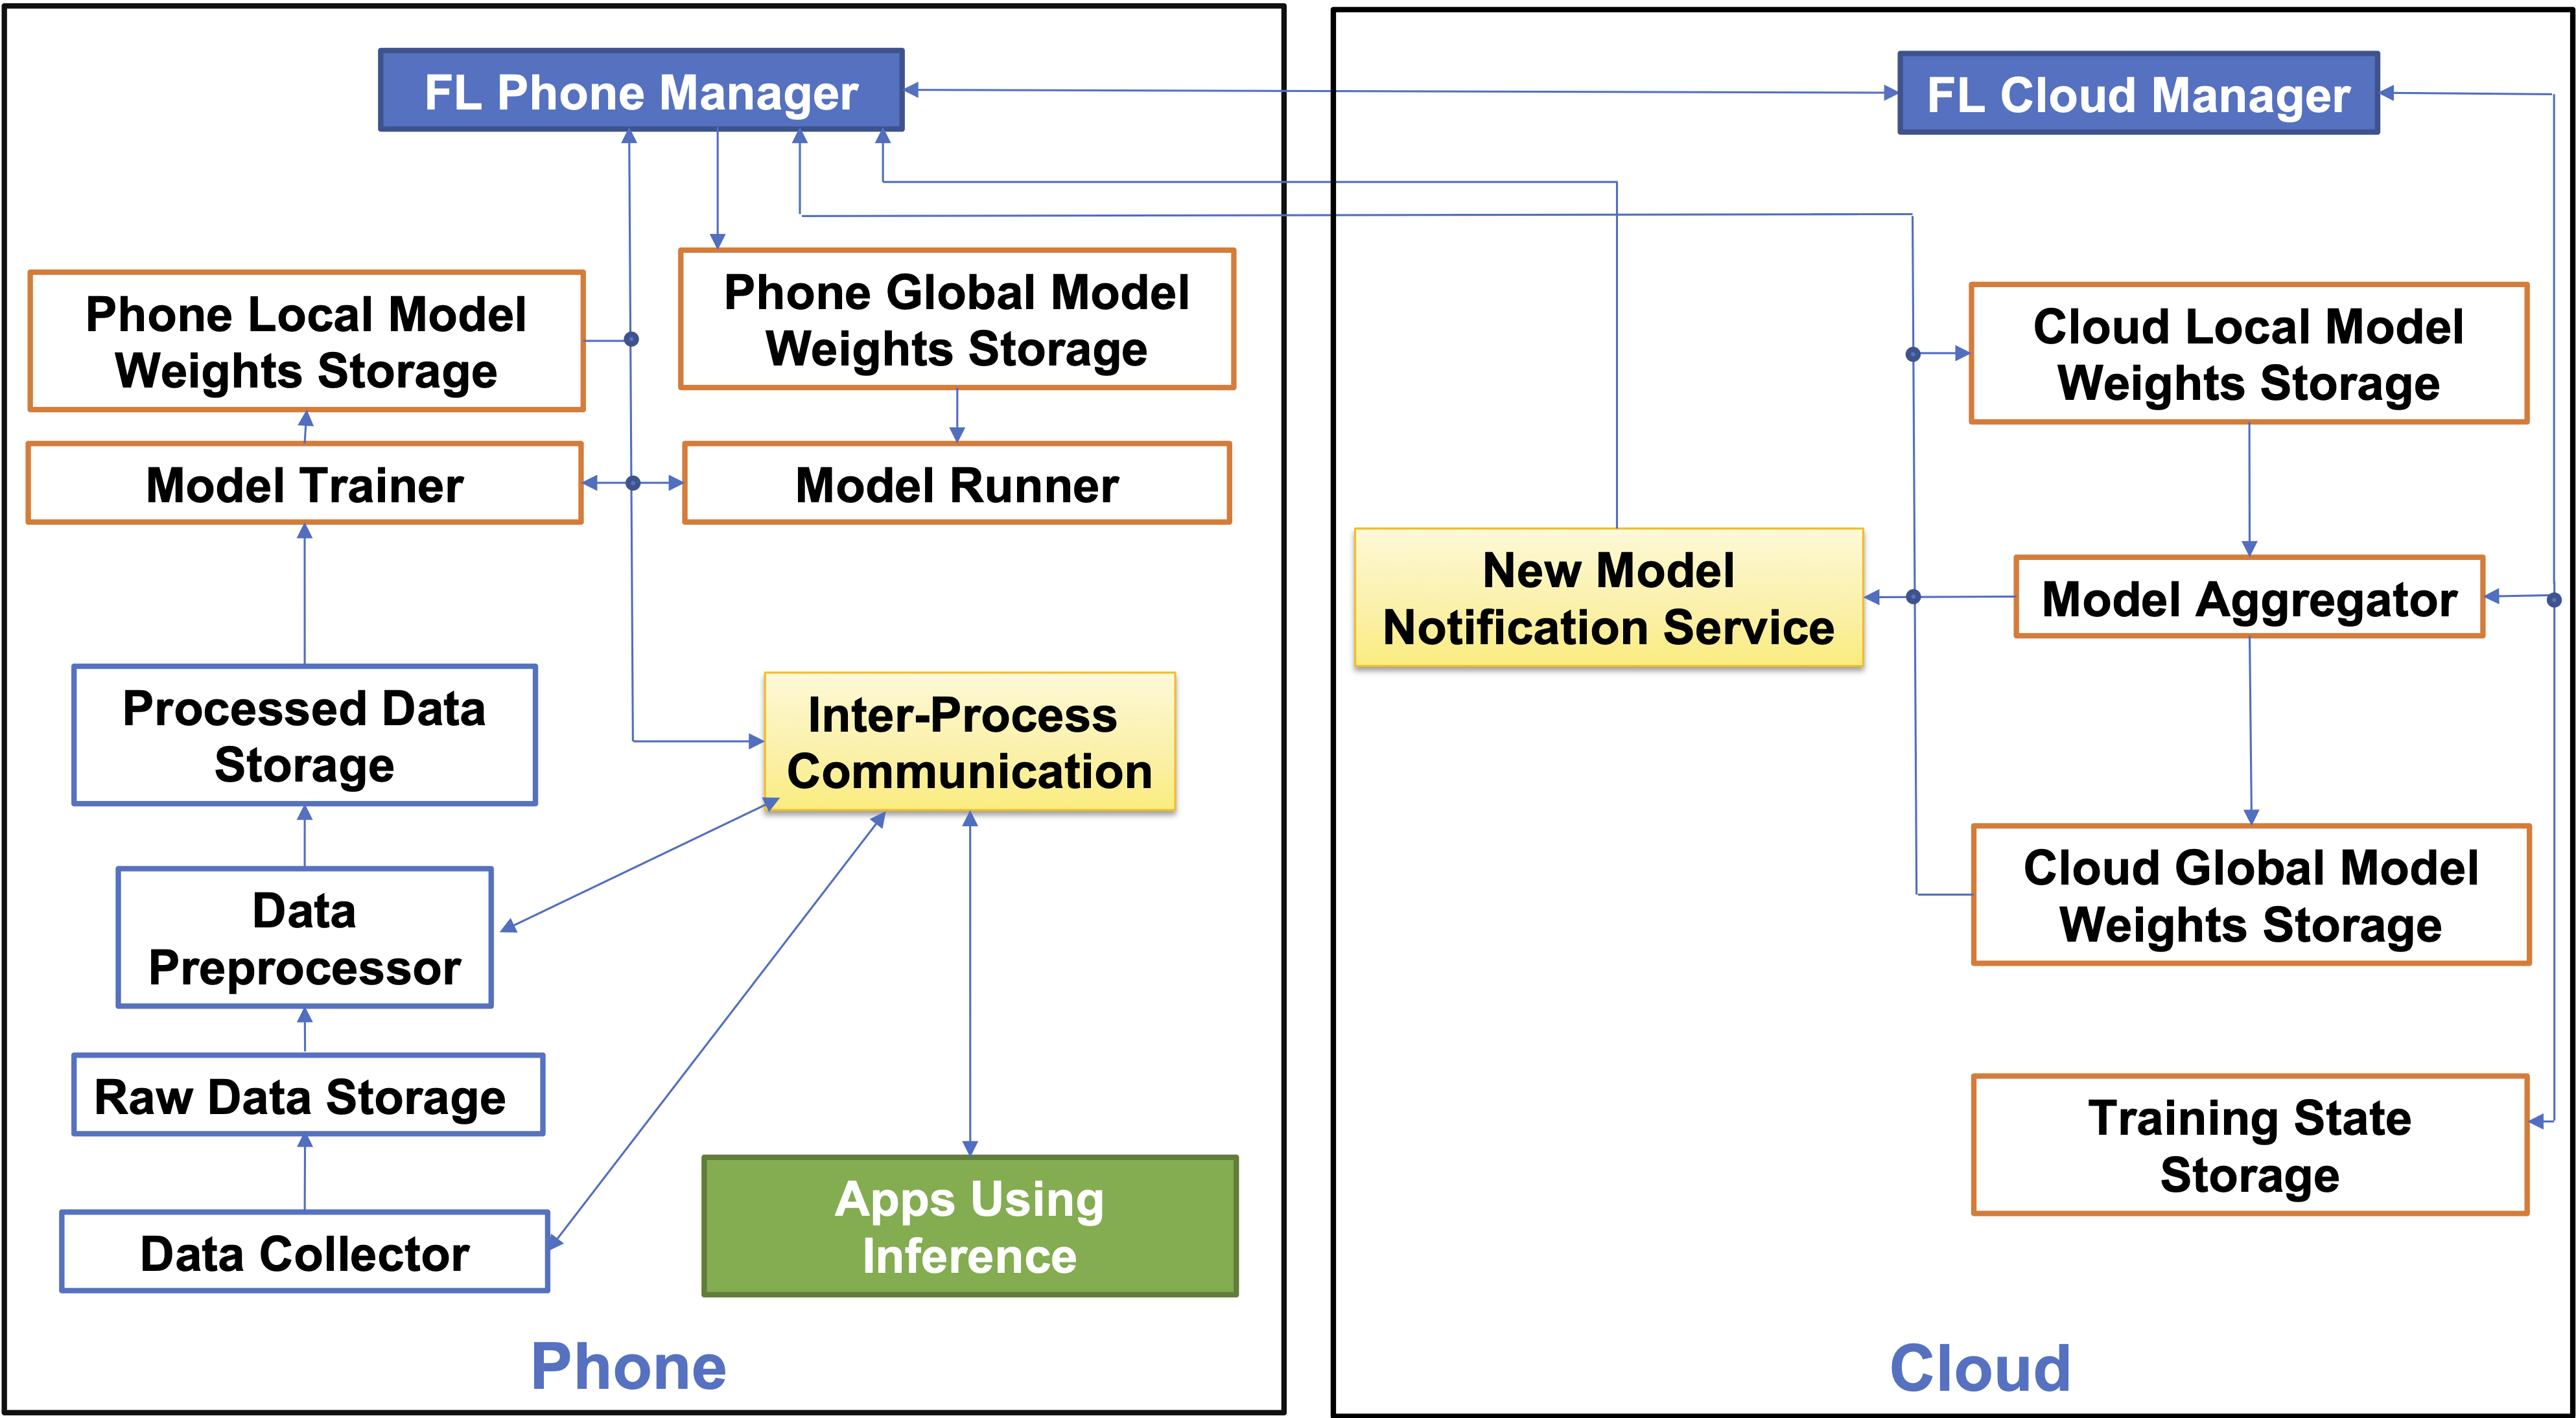 FL Phone Manager
Phone Local Model
Weights Storage
Phone Global Model
Weights Storage
Model Trainer
Model Runner
Processed Data
Storage
Inter-Process
Communication
Data
Preprocessor
Raw Data Storage
Data Collector
Apps Using
Inference
Phone
FL Cloud Manager
Cloud Local Model
Weights Storage
New Model
Notification Service
Model Aggregator
Cloud Global Model
Weights Storage
Training State
Storage
Cloud